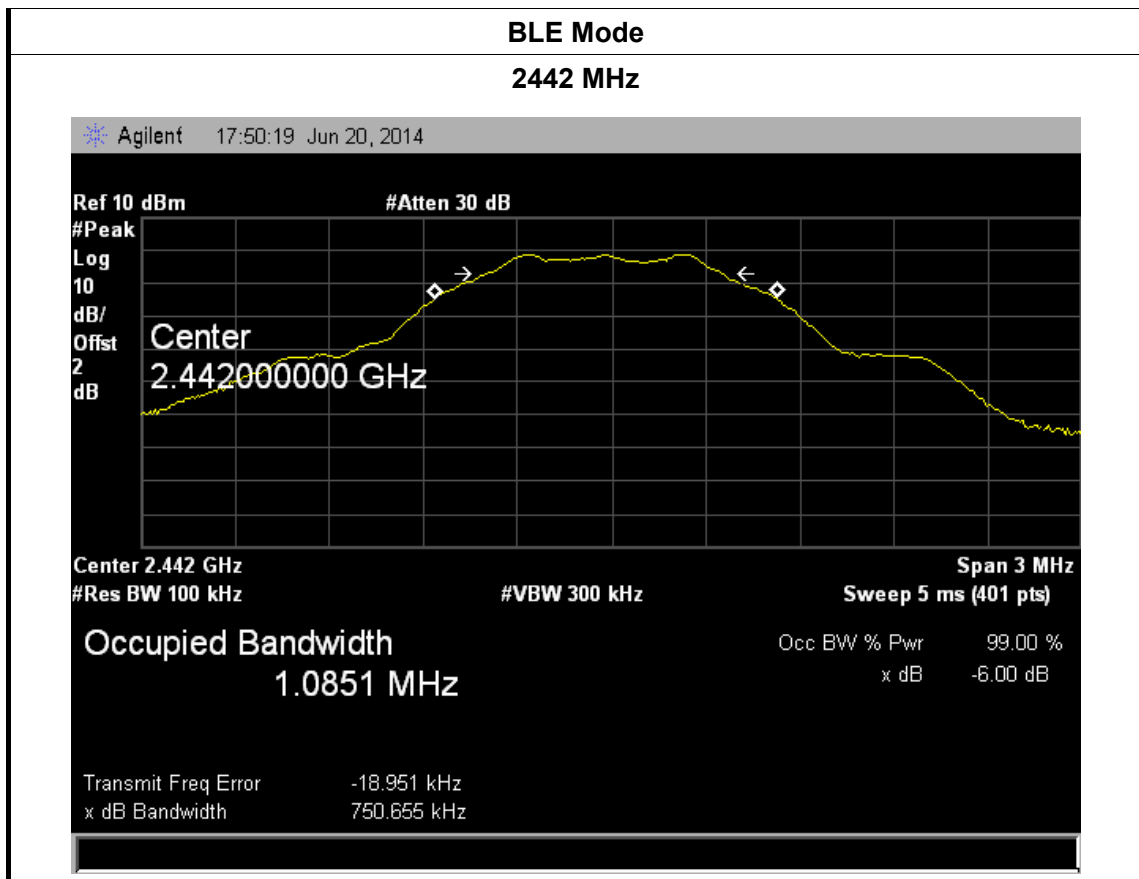 BLE Mode
2442 MHz
Agilent 17:50:19 Jun 20, 2014
Ref 10 dBm #Atten 30 dB
#Peak
Log
10
dB/
Offst
2
dB
Center
2.442000000 GHz
Center 2.442 GHz Span 3 MHz
#Res BW 100 kHz #VBW 300 kHz Sweep 5 ms (401 pts)
Occupied Bandwidth Occ BW % Pwr 99.00 %
1.0851 MHz x dB -6.00 dB
Transmit Freq Error -18.951 kHz
x dB Bandwidth 750.655 kHz